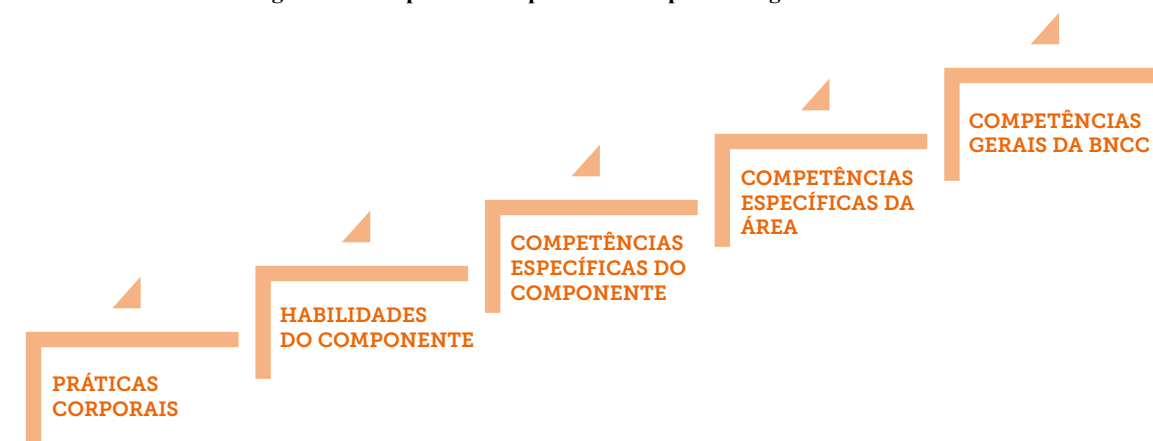 COMPETÊNCIAS
GERAIS DA BNCC
COMPETÊNCIAS
ESPECÍFICAS DA
ÁREA
COMPETÊNCIAS
ESPECÍFICAS DO
COMPONENTE
HABILIDADES
DO COMPONENTE
PRÁTICAS
CORPORAIS